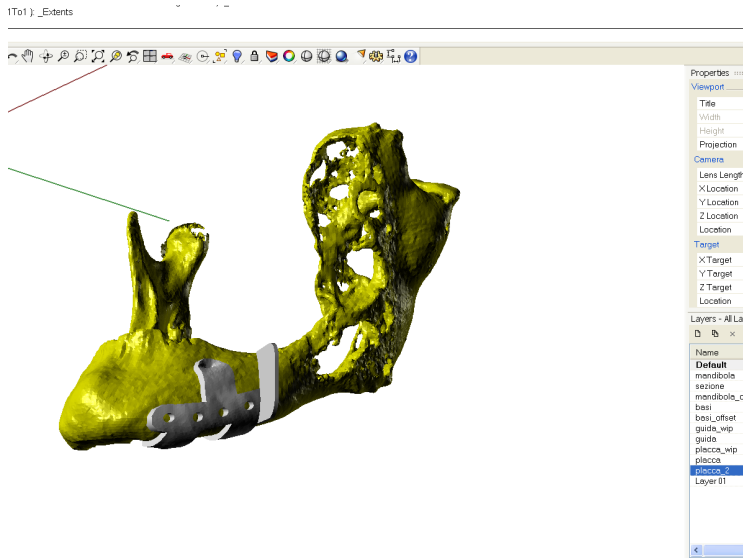 1To1 ): _Extents
Properties
Viewport
Title
Width
Height
Projection
Camera
Lens Length
X Location
Y Location
Z Location
Location
Target
X Target
Y Target
Z Target
Location
Layers - All La
Name
Default
mandibola
sezione
mandibola_c
basi
basi_offset
guida_wip
guida
placca_wip
placca
placca_2
Layer 01